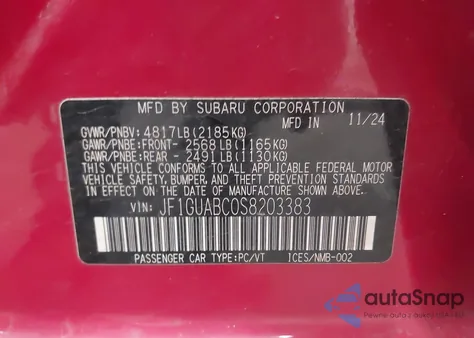 MFD BY SUBARU CORPORATION
MFD IN 11/24
GVWR/PNBV: 4817LB(2185KG)
GAWR/PNBE:FRONT- 2568 LB(1165KG)
GAWR/PNBE:REAR - 2491 LB(1130KG)
THIS VEHICLE CONFORMS TO ALL APPLICABLE FEDERAL MOTOR
VEHICLE SAFETY, BUMPER, AND THEFT PREVENTION STANDARDS
IN EFFECT ON THE DATE OF MANUFACTURE SHOWN ABOVE.
VIN: JF1GUABC0S8203383
PASSENGER CAR TYPE:PC/VT ICES/NMB-002
autoSnap
Pewne auto z aukcji